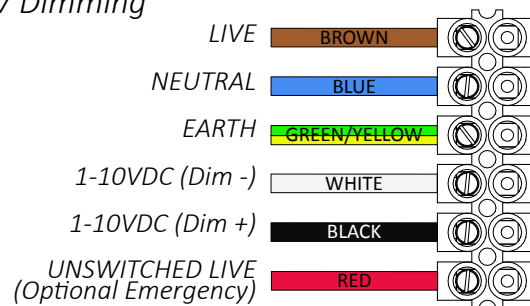 Dimming
LIVE BROWN
NEUTRAL BLUE
EARTH GREEN/YELLOW
1-10VDC (Dim -) WHITE
1-10VDC (Dim +) BLACK
UNSWITCHED LIVE
(Optional Emergency) RED